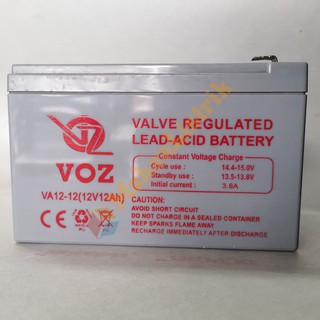 VALVE REGULATED
LEAD-ACID BATTERY
VOZ
VA12-12(12V12Ah)
Constant Voltage Charge
Cycle use : 14.4-15.0V
Standby use : 13.5-13.8V
Initial current : 3.6A
CAUTION:
AVOID SHORT CIRCUIT
DO NOT CHARGE IN A SEALED CONTAINER
KEEP SPARKS FLAME AWAY
RECHARGE IMMEDIATELY AFTER DISCHARGE
Pb